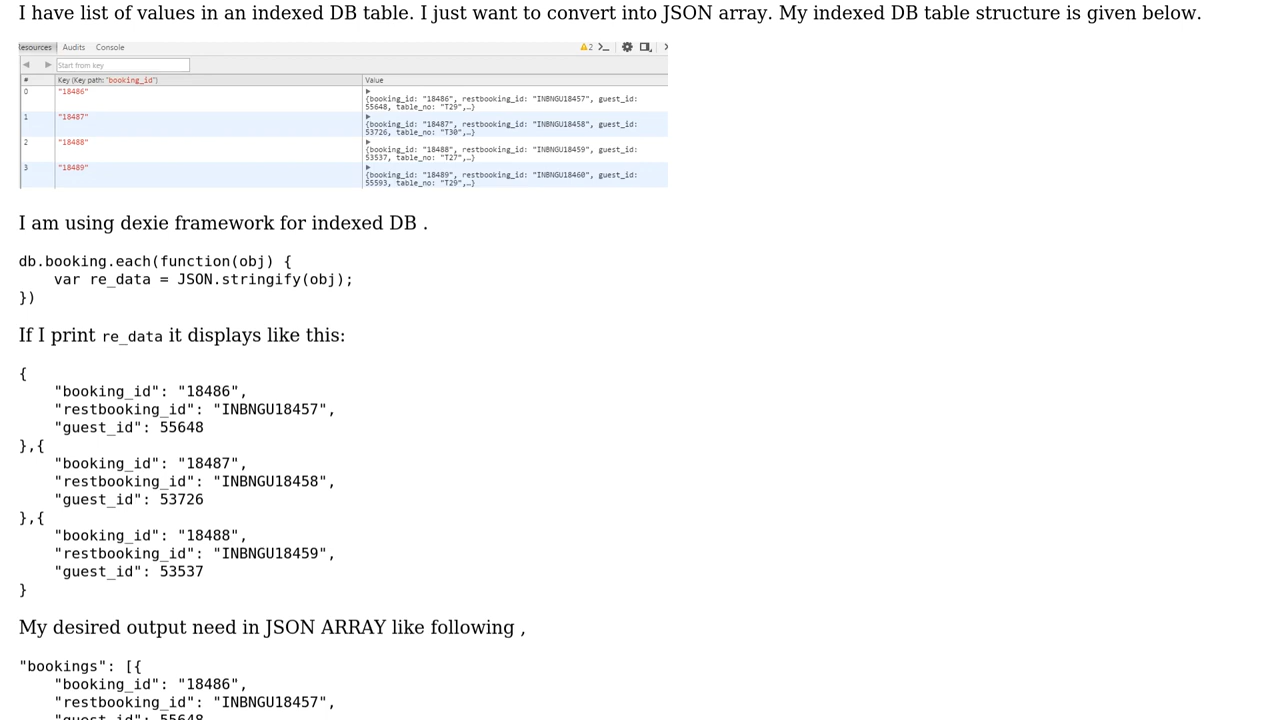 I have list of values in an indexed DB table. I just want to convert into JSON array. My indexed DB table structure is given below.
Resources Audits Console 2
Start from key
# Key (Key path: "booking_id") Value
0 "18486"
{booking_id: "18486", restbooking_id: "INBNGU18457", guest_id:
55648, table_no: "T29",…}
1 "18487"
{booking_id: "18487", restbooking_id: "INBNGU18458", guest_id:
53726, table_no: "T30",…}
2 "18488"
{booking_id: "18488", restbooking_id: "INBNGU18459", guest_id:
53537, table_no: "T27",…}
3 "18489"
{booking_id: "18489", restbooking_id: "INBNGU18460", guest_id:
55593, table_no: "T29",…}
I am using dexie framework for indexed DB .
db.booking.each(function(obj) {
    var re_data = JSON.stringify(obj);
})
If I print re_data it displays like this:
{
    "booking_id": "18486",
    "restbooking_id": "INBNGU18457",
    "guest_id": 55648
},{
    "booking_id": "18487",
    "restbooking_id": "INBNGU18458",
    "guest_id": 53726
},{
    "booking_id": "18488",
    "restbooking_id": "INBNGU18459",
    "guest_id": 53537
}
My desired output need in JSON ARRAY like following ,
"bookings": [{
    "booking_id": "18486",
    "restbooking_id": "INBNGU18457",
    "guest_id": 55648